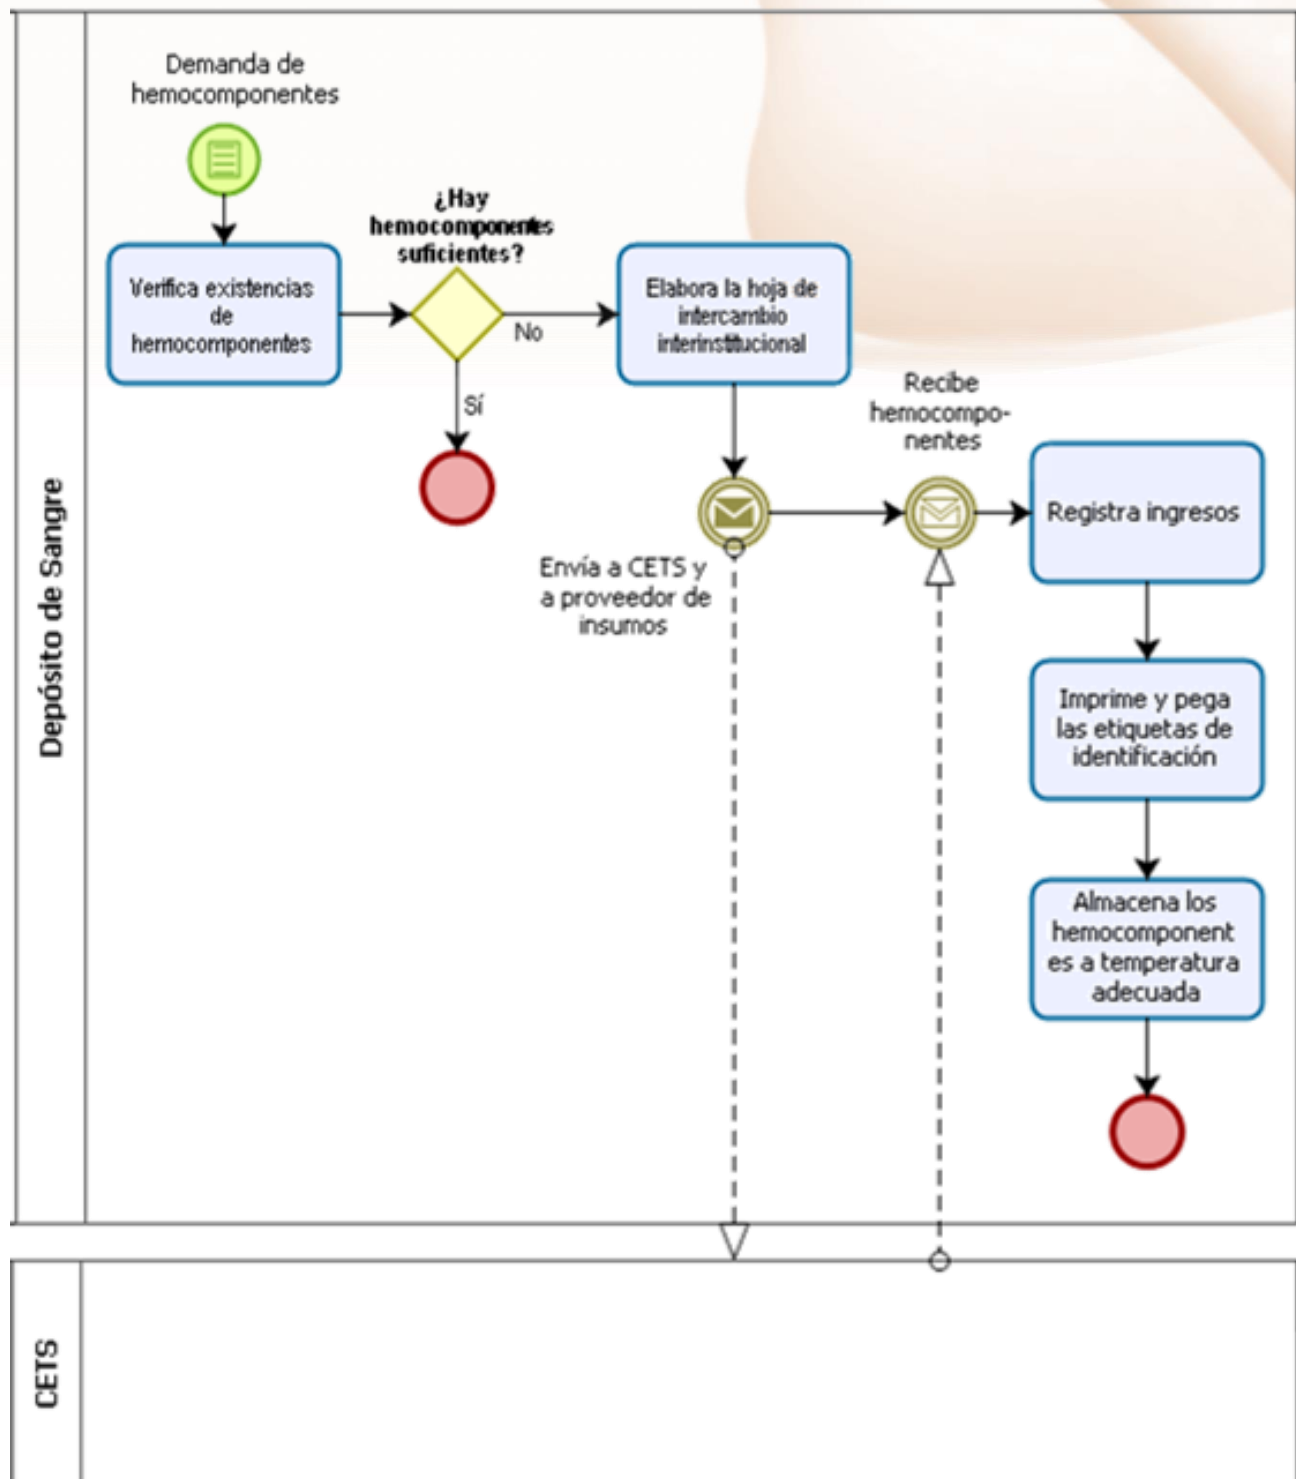 Demanda de
hemocomponentes
¿Hay
hemocomponentes
suficientes?
Verifica existencias
de
hemocomponentes
No
Sí
Elabora la hoja de
intercambio
interinstitucional
Envía a CETS y
a proveedor de
insumos
Recibe
hemocompo-
nentes
Registra ingresos
Imprime y pega
las etiquetas de
identificación
Almacena los
hemocomponent
es a temperatura
adecuada
Depósito de Sangre
CETS